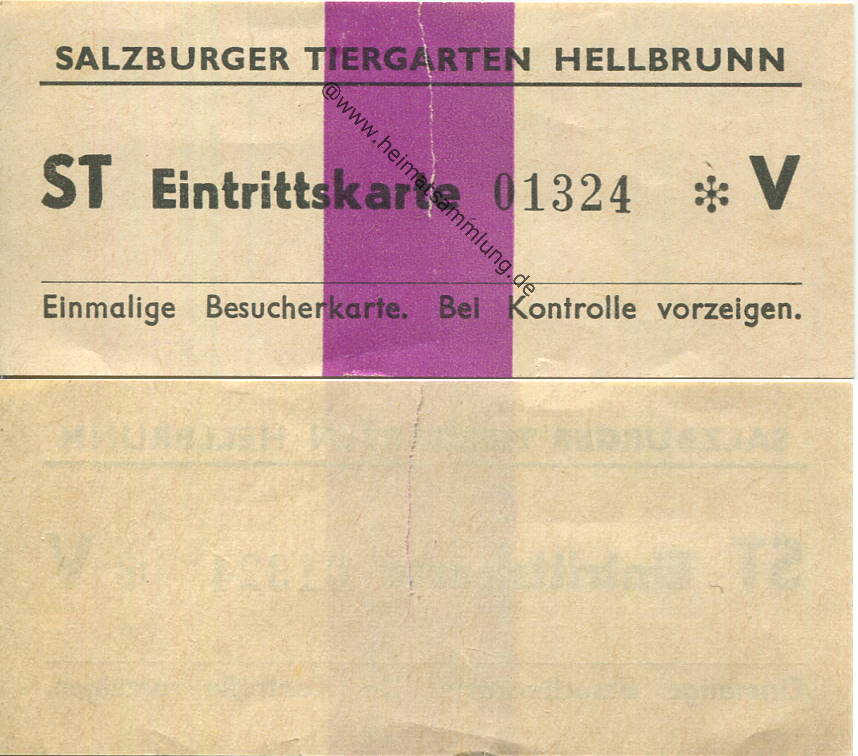 SALZBURGER TIERGARTEN HELLBRUNN
ST Eintrittskarte 01324 * V
Einmalige Besucherkarte. Bei Kontrolle vorzeigen.
@www.heimatsammlung.de